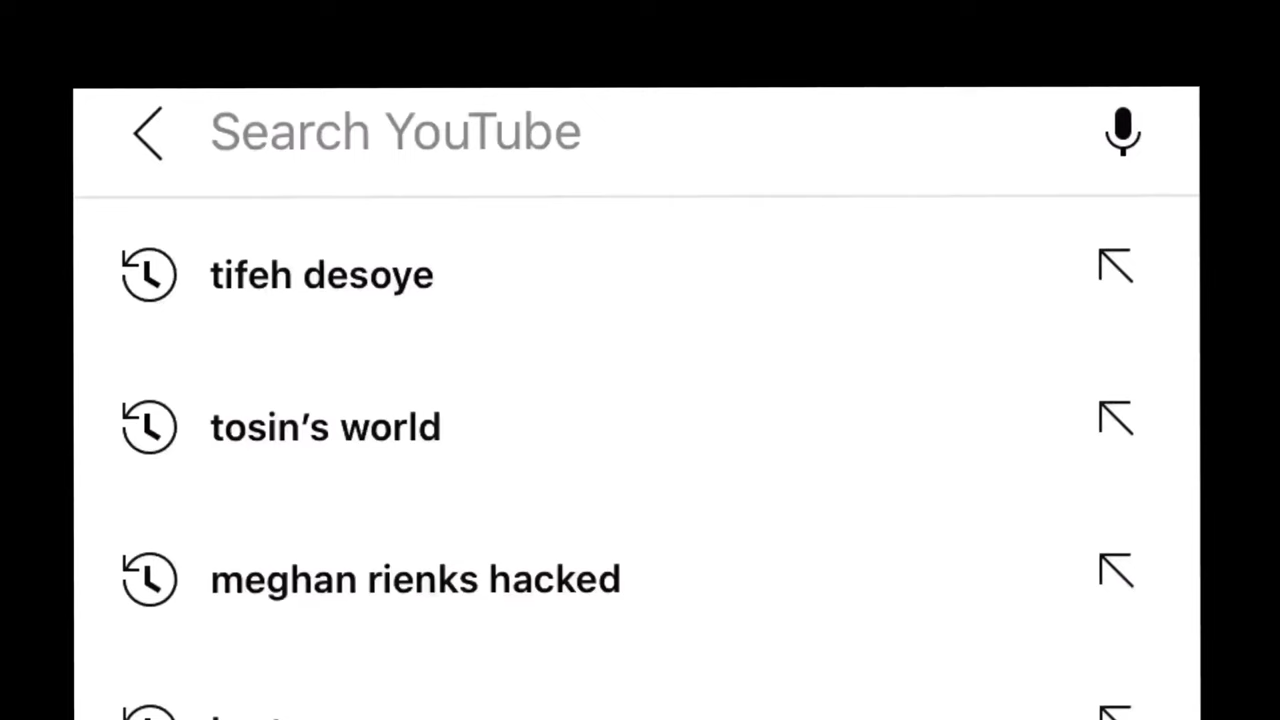 Search YouTube
tifeh desoye
tosin's world
meghan rienks hacked